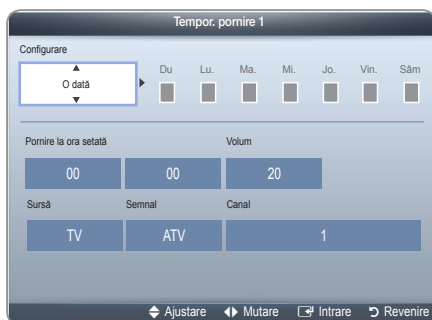 Tempor. pornire 1
Configurare
O dată
Du Lu. Ma. Mi. Jo. Vin. Sâm
Pornire la ora setată Volum
00 00 20
Sursă Semnal Canal
TV ATV 1
Ajustare Mutare Intrare Revenire